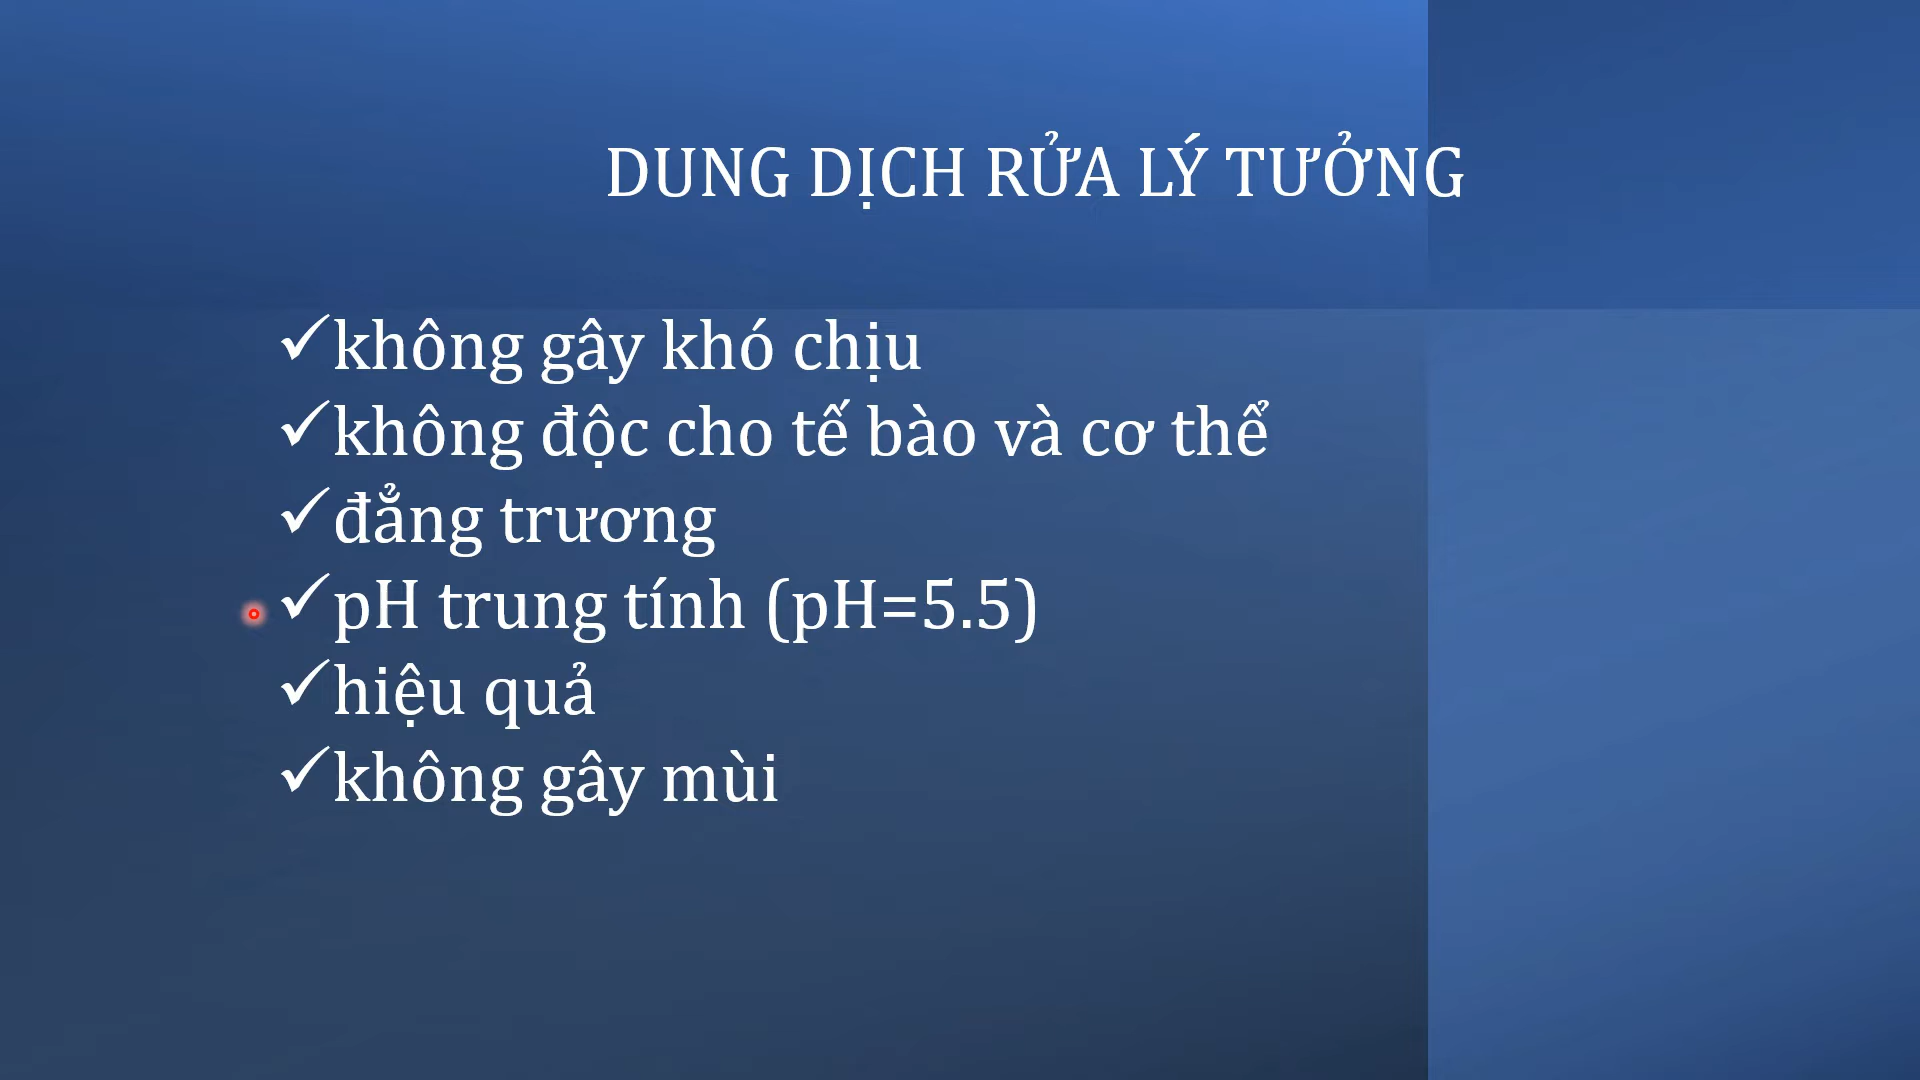 DUNG DỊCH RỬA LÝ TƯỞNG
✓không gây khó chịu
✓không độc cho tế bào và cơ thể
✓đẳng trương
✓pH trung tính (pH=5.5)
✓hiệu quả
✓không gây mùi